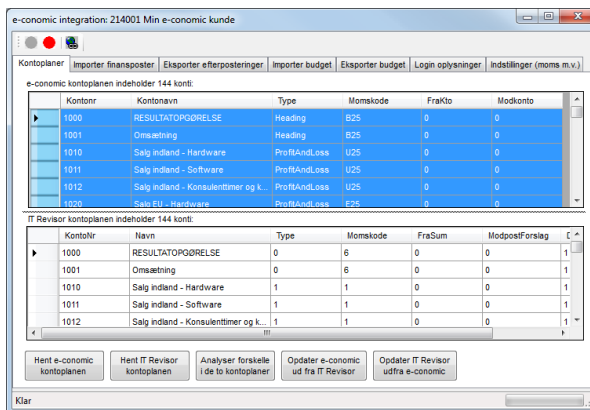 e-conomic integration: 214001 Min e-conomic kunde
Kontoplaner Importer finansposter Eksporter efterposteringer Importer budget Eksporter budget Login oplysninger Indstillinger (moms m.v.)
e-conomic kontoplanen indeholder 144 konti:
Kontonr Kontonavn Type Momskode FraKto Modkonto
1000 RESULTATOPGØRELSE Heading B25 0 0
1001 Omsætning Heading B25 0 0
1010 Salg indland - Hardware ProfitAndLoss U25 0 0
1011 Salg indland - Software ProfitAndLoss U25 0 0
1012 Salg indland - Konsulenttimer og k... ProfitAndLoss U25 0 0
1020 Salg EU - Hardware ProfitAndLoss E25 0 0
IT Revisor kontoplanen indeholder 144 konti:
KontoNr Navn Type Momskode FraSum ModpostForslag
1000 RESULTATOPGØRELSE 0 6 0 0 1
1001 Omsætning 0 6 0 0 1
1010 Salg indland - Hardware 1 1 0 0 1
1011 Salg indland - Software 1 1 0 0 1
1012 Salg indland - Konsulenttimer og k... 1 1 0 0 1
Hent e-conomic kontoplanen
Hent IT Revisor kontoplanen
Analyser forskelle i de to kontoplaner
Opdater e-conomic ud fra IT Revisor
Opdater IT Revisor udfra e-conomic
Klar